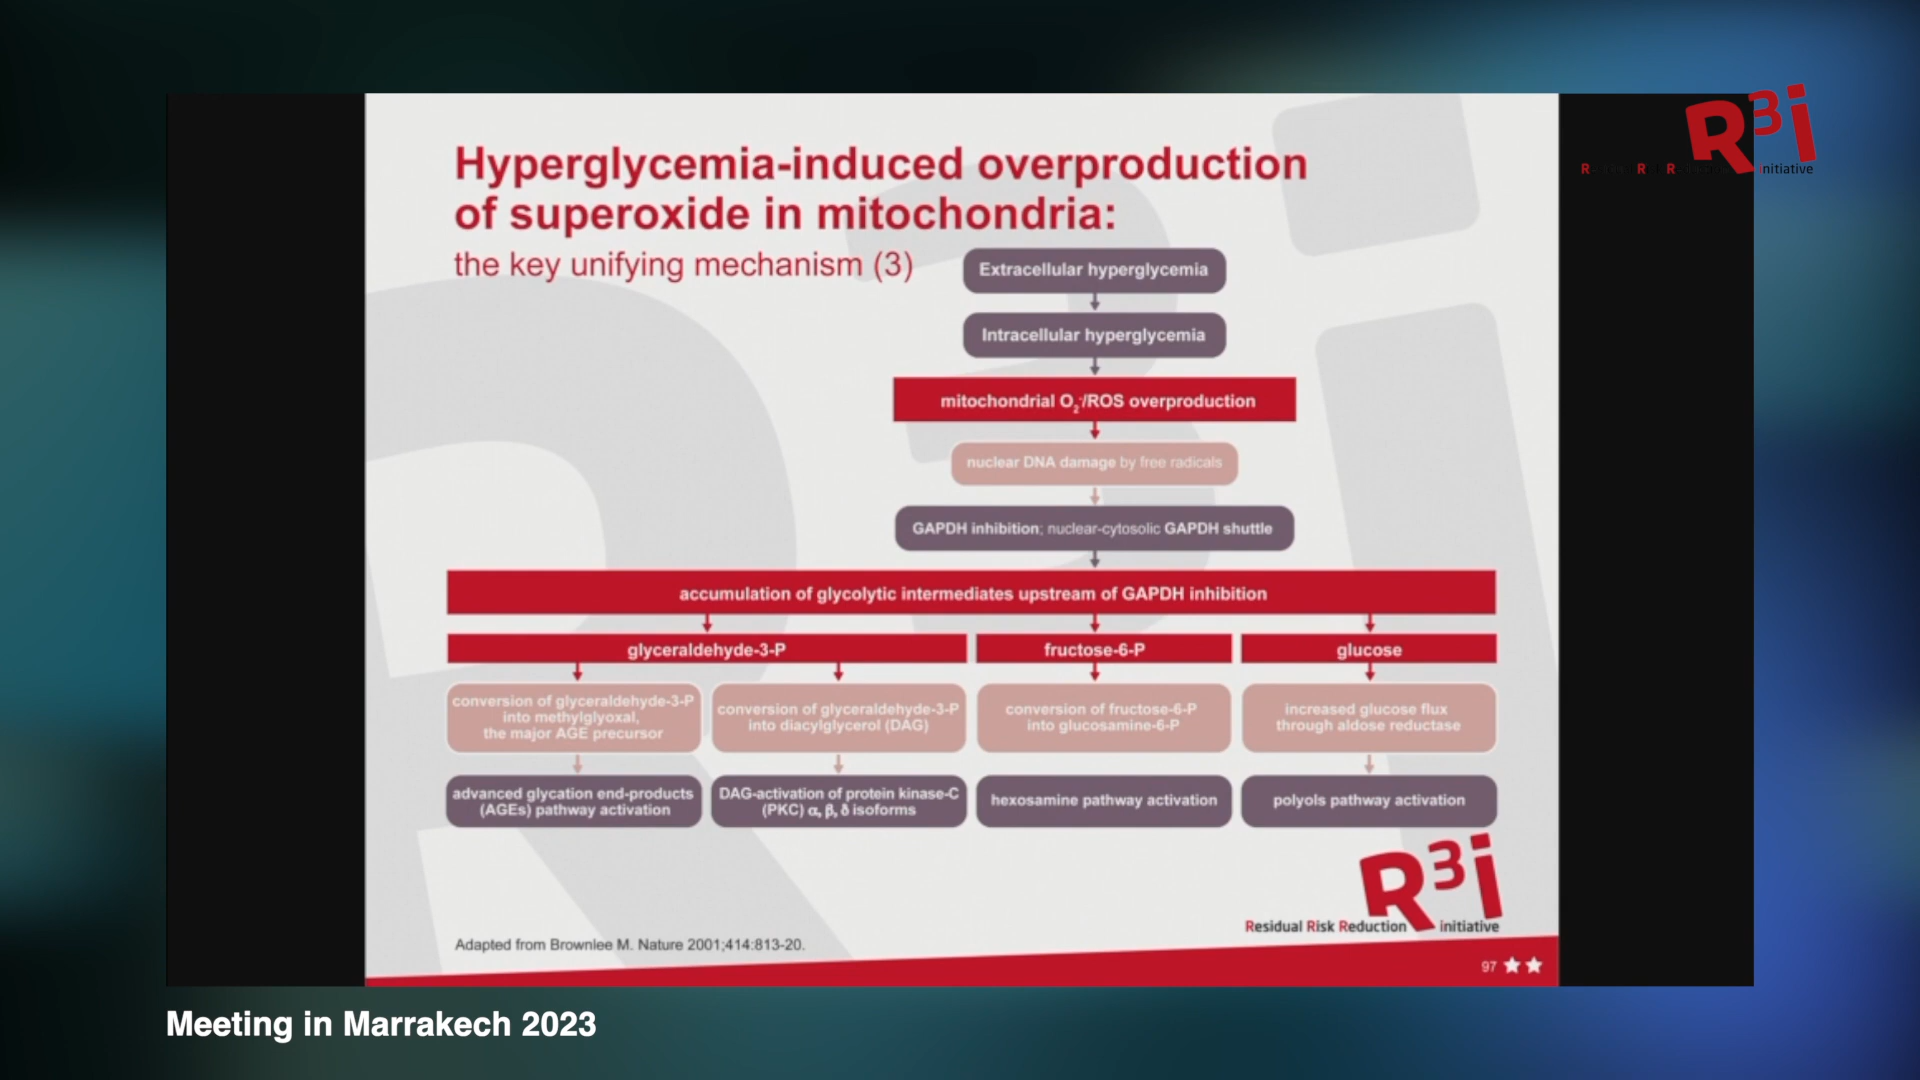 Hyperglycemia-induced overproduction
of superoxide in mitochondria:
the key unifying mechanism (3)
Extracellular hyperglycemia
Intracellular hyperglycemia
mitochondrial O2-/ROS overproduction
nuclear DNA damage by free radicals
GAPDH inhibition; nuclear-cytosolic GAPDH shuttle
accumulation of glycolytic intermediates upstream of GAPDH inhibition
glyceraldehyde-3-P
fructose-6-P
glucose
conversion of glyceraldehyde-3-P
into methylglyoxal,
the major AGE precursor
conversion of glyceraldehyde-3-P
into diacylglycerol (DAG)
conversion of fructose-6-P
into glucosamine-6-P
increased glucose flux
through aldose reductase
advanced glycation end-products
(AGEs) pathway activation
DAG-activation of protein kinase-C
(PKC) α, β, δ isoforms
hexosamine pathway activation
polyols pathway activation
R3i
Residual Risk Reduction initiative
Adapted from Brownlee M. Nature 2001;414:813-20.
97
R3i
initiative
Meeting in Marrakech 2023